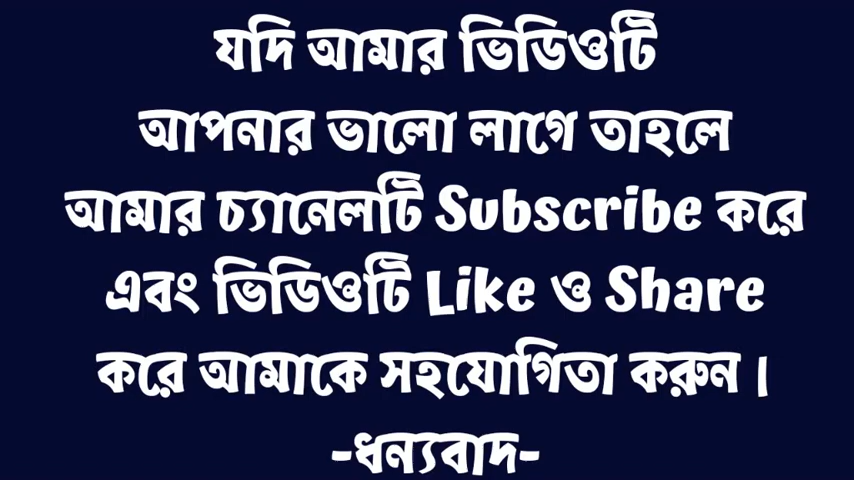 যদি আমার ভিডিওটি
আপনার ভালো লাগে তাহলে
আমার চ্যানেলটি Subscribe করে
এবং ভিডিওটি Like ও Share
করে আমাকে সহযোগিতা করুন।
-ধন্যবাদ-